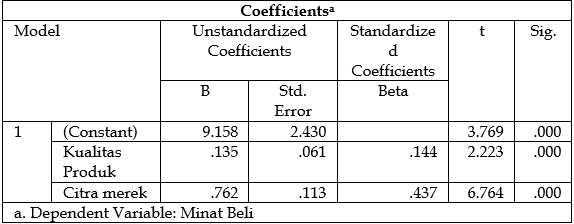 Coefficientsᵃ
Model Unstandardized Standardize t Sig.
Coefficients d
Coefficients
B Std. Beta
Error
1 (Constant) 9.158 2.430 3.769 .000
Kualitas .135 .061 .144 2.223 .000
Produk
Citra merek .762 .113 .437 6.764 .000
a. Dependent Variable: Minat Beli